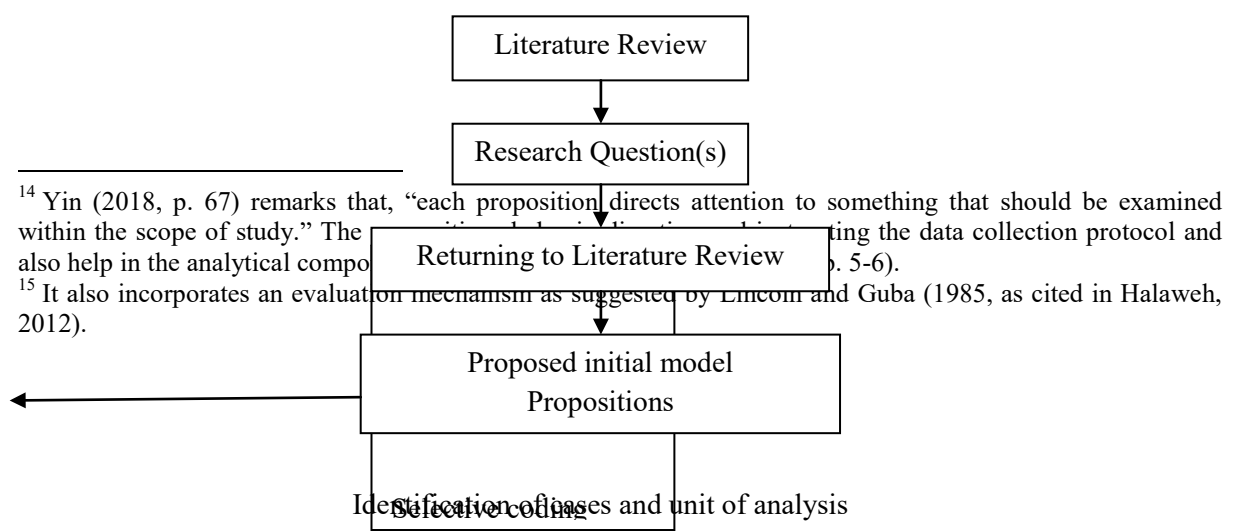 Literature Review
Research Question(s)
14 Yin (2018, p. 67) remarks that, “each proposition directs attention to something that should be examined
within the scope of study.” The ting the data collection protocol and
Returning to Literature Review
also help in the analytical compo . 5-6).
15 It also incorporates an evaluation mechanism as suggested by Lincoln and Guba (1985, as cited in Halaweh,
2012).
Proposed initial model
Propositions
Identification of cases and unit of analysis
Selective coding